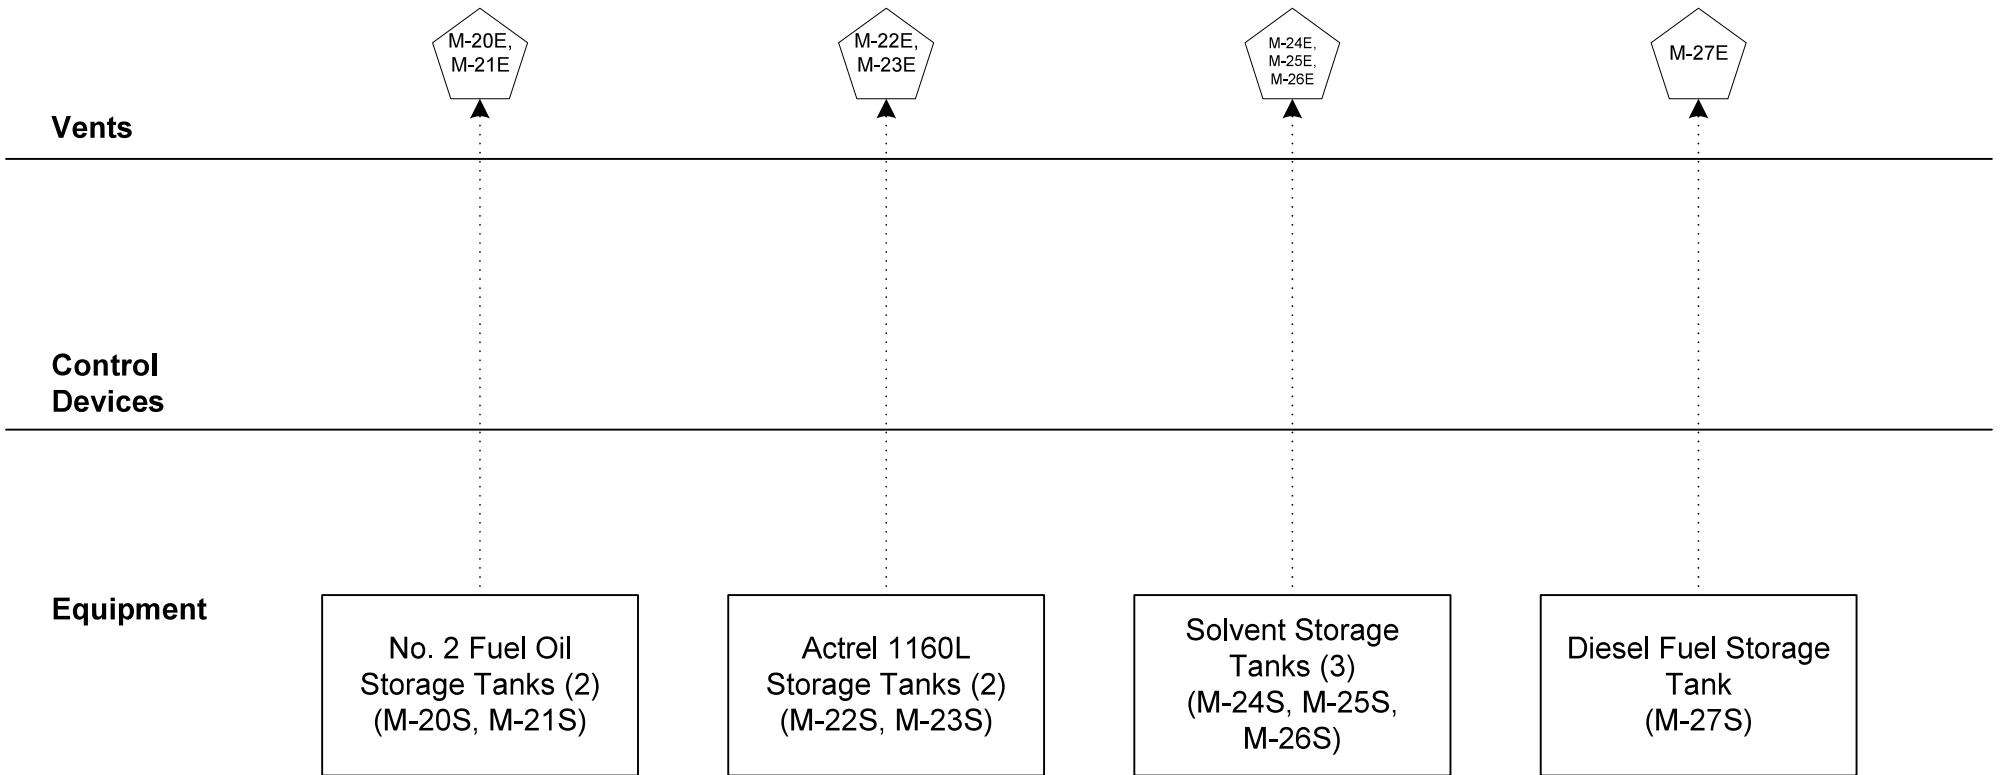 M-20E,
M-21E
M-22E,
M-23E
M-24E,
M-25E,
M-26E
M-27E
Vents
Control
Devices
Equipment
No. 2 Fuel Oil
Storage Tanks (2)
(M-20S, M-21S)
Actrel 1160L
Storage Tanks (2)
(M-22S, M-23S)
Solvent Storage
Tanks (3)
(M-24S, M-25S,
M-26S)
Diesel Fuel Storage
Tank
(M-27S)